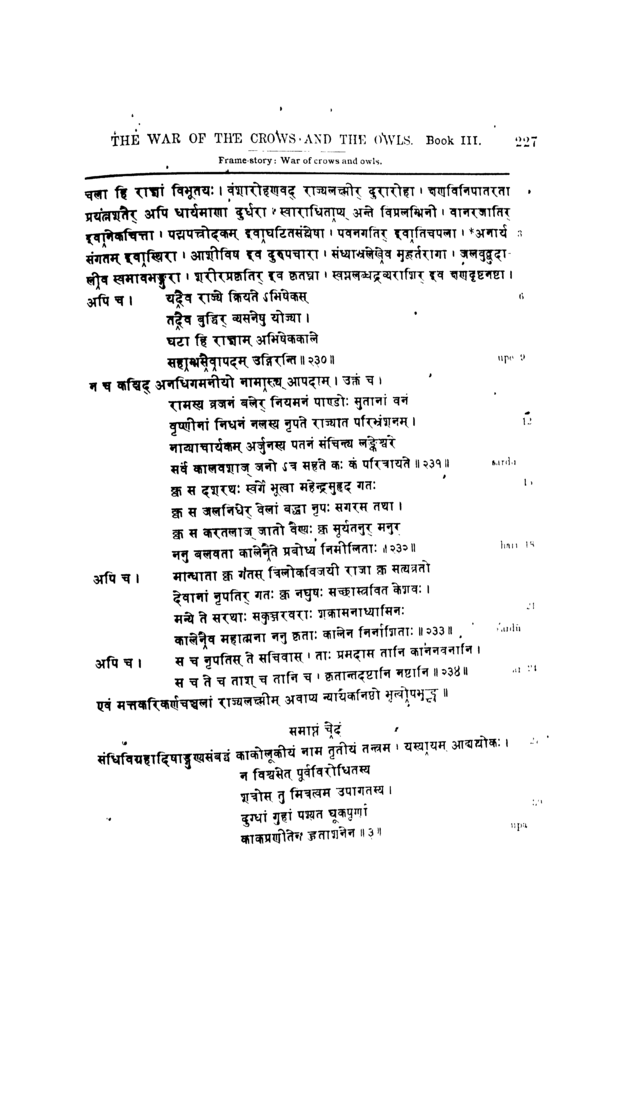 THE WAR OF THE CROWS AND THE OWLS. Book III. 227
Frame-story: War of crows and owls.
चला हि राज्ञां विभूतयः। वंशारोहणवद् राज्यलक्ष्मीर् दुरारोहा। क्षणविनिपातरता
प्रयत्नशतैर् अपि धार्यमाणा दुर्धरा। स्वाराधिताप्य् अन्ते विप्रलम्भिनी। वानरजातिर्
इवानेकचित्ता। पद्मपत्त्रोदकम् इवाघटितसंश्लेषा। पवनगतिर् इवातिचपला। *अनार्य 3
संगतम् इवास्थिरा। आशीविष इव दुरुपचारा। संध्याभ्रलेखेव मुहूर्तरागा। जलबुद्बुदा-
लीव स्वभावभङ्गुरा। शरीरप्रकृतिर् इव कृतघ्ना। स्वप्नलब्धद्रव्यराशिर् इव क्षणदृष्टनष्टा।
अपि च। यदैव राज्ये क्रियते ऽभिषेकस् 6
तदैव बुद्धिर् व्यसनेषु योज्या।
घटा हि राज्ञाम् अभिषेककाले
सहाम्भसैवापदम् उद्गिरन्ति॥२३०॥ upa 9
न च कश्चिद् अनधिगमनीयो नामास्त्य् आपदाम्। उक्तं च।
रामस्य व्रजनं बलेर् नियमनं पाण्डोः सुतानां वनं
वृष्णीनां निधनं नलस्य नृपते राज्यात् परिभ्रंशनम्। 12
नाट्याचार्यकम् अर्जुनस्य पतनं संचिन्त्य लङ्केश्वरे
सर्वे कालवशाज् जनो ऽत्र सहते कः कं परित्रायते॥२३१॥ sardu
क्व स दशरथः स्वर्गे भूत्वा महेन्द्रसुहृद् गतः
क्व स जलनिधेर् वेलां बद्ध्वा नृपः सगरस् तथा।
क्व स करतलाज् जातो वैन्यः क्व सूर्यतनुर् मनुर्
ननु बलवता कालेनैते प्रबोध्य निमीलिताः॥२३२॥ hari 18
अपि च। मान्धाता क्व गतस् त्रिलोकविजयी राजा क्व सत्यव्रतो
देवानां नृपतिर् गतः क्व नघुषः सच्छास्त्रवित् केशवः।
मन्ये ते सरथाः सकुञ्जरवराः शक्रासनाध्यासिनः 21
कालेनैव महात्मना ननु कृताः कालेन निर्नाशिताः॥२३३॥ sardu
अपि च। स च नृपतिस् ते सचिवास् ताः प्रमदास् तानि काननवनानि।
स च ते च ताश् च तानि च। कृतान्तदष्टानि नष्टानि॥२३४॥ ar 24
एवं मत्तकरिकर्णचञ्चलां राज्यलक्ष्मीम् अवाप्य न्यायैकनिष्ठो भूत्वोपभुङ्क्ष्व॥
समाप्तं चेदं
संधिविग्रहादिषाड्गुण्यसंबद्धं काकोलूकीयं नाम तृतीयं तन्त्रम्। यस्यायम् आद्यश्लोकः।
न विश्वसेत् पूर्वविरोधितस्य
शत्रोस् तु मित्रत्वम् उपागतस्य।
दग्धां गुहां पश्यत घूकपूर्णां
काकप्रणीतेन हुताशनेन॥३॥ upa